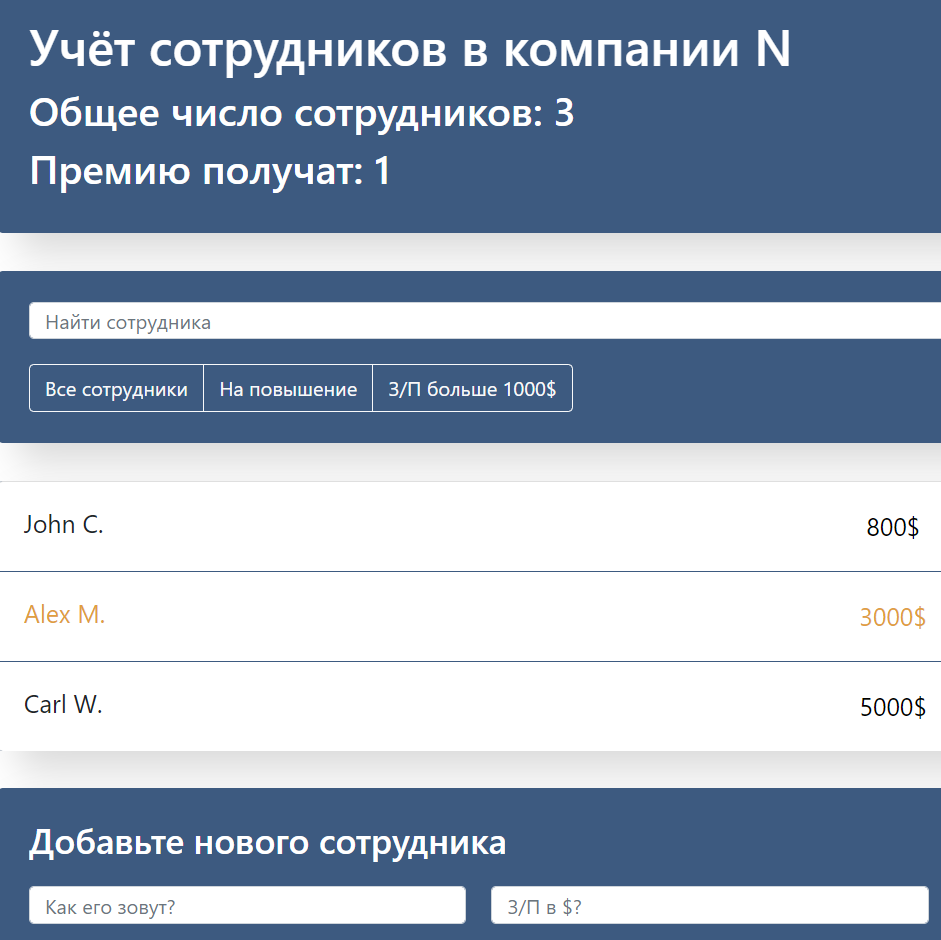 Учёт сотрудников в компании N
Общее число сотрудников: 3
Премию получат: 1
Найти сотрудника
Все сотрудники На повышение З/П больше 1000$
John C. 800$
Alex M. 3000$
Carl W. 5000$
Добавьте нового сотрудника
Как его зовут? З/П в $?